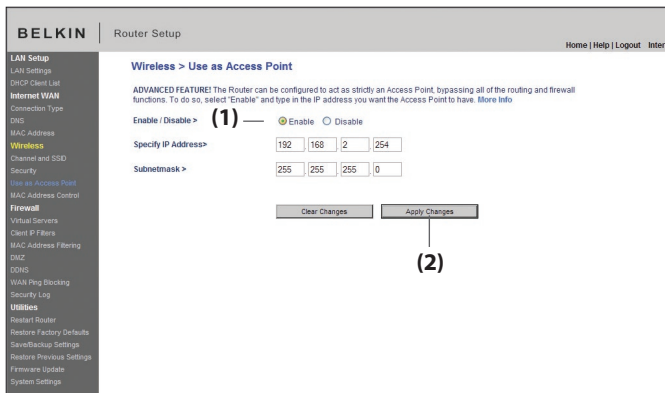 BELKIN
Router Setup
Home | Help | Logout Inter
LAN Setup
LAN Settings
DHCP Client List
Internet WAN
Connection Type
DNS
MAC Address
Wireless
Channel and SSID
Security
Use as Access Point
MAC Address Control
Firewall
Virtual Servers
Client IP Filters
MAC Address Filtering
DMZ
DDNS
WAN Ping Blocking
Security Log
Utilities
Restart Router
Restore Factory Defaults
Save/Backup Settings
Restore Previous Settings
Firmware Update
System Settings
Wireless > Use as Access Point
ADVANCED FEATURE! The Router can be configured to act as strictly an Access Point, bypassing all of the routing and firewall
functions. To do so, select "Enable" and type in the IP address you want the Access Point to have. More Info
Enable / Disable > (1) Enable Disable
Specify IP Address> 192 . 168 . 2 . 254
Subnetmask > 255 . 255 . 255 . 0
Clear Changes Apply Changes
(2)